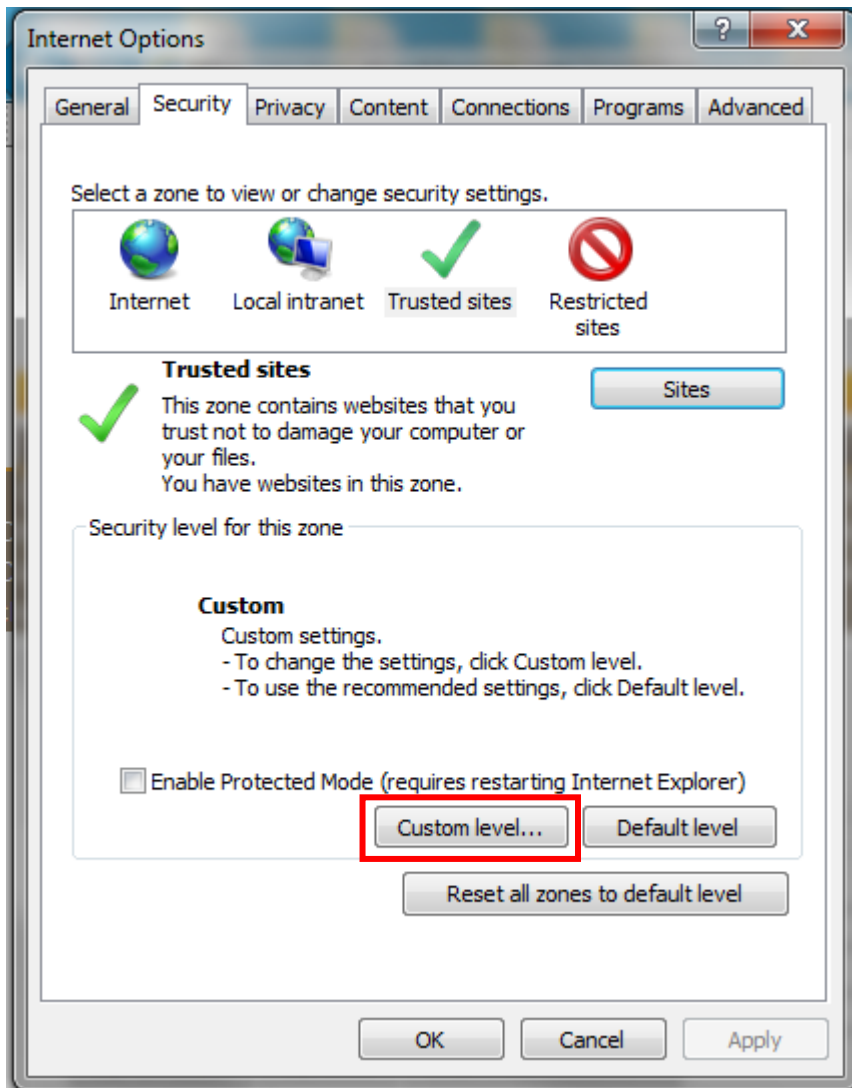 Internet Options
?
X
General Security Privacy Content Connections Programs Advanced
Select a zone to view or change security settings.
Internet Local intranet Trusted sites Restricted
sites
Trusted sites
Sites
This zone contains websites that you
trust not to damage your computer or
your files.
You have websites in this zone.
Security level for this zone
Custom
Custom settings.
- To change the settings, click Custom level.
- To use the recommended settings, click Default level.
Enable Protected Mode (requires restarting Internet Explorer)
Custom level... Default level
Reset all zones to default level
OK Cancel Apply